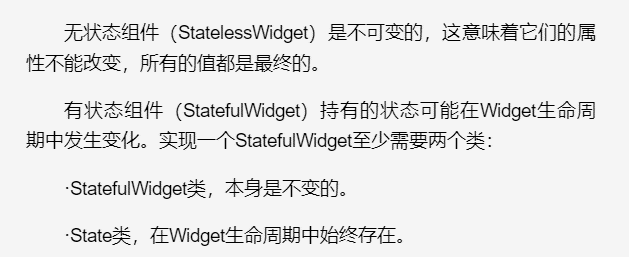 无状态组件（StatelessWidget）是不可变的，这意味着它们的属
性不能改变，所有的值都是最终的。
有状态组件（StatefulWidget）持有的状态可能在Widget生命周
期中发生变化。实现一个StatefulWidget至少需要两个类：
·StatefulWidget类，本身是不变的。
·State类，在Widget生命周期中始终存在。